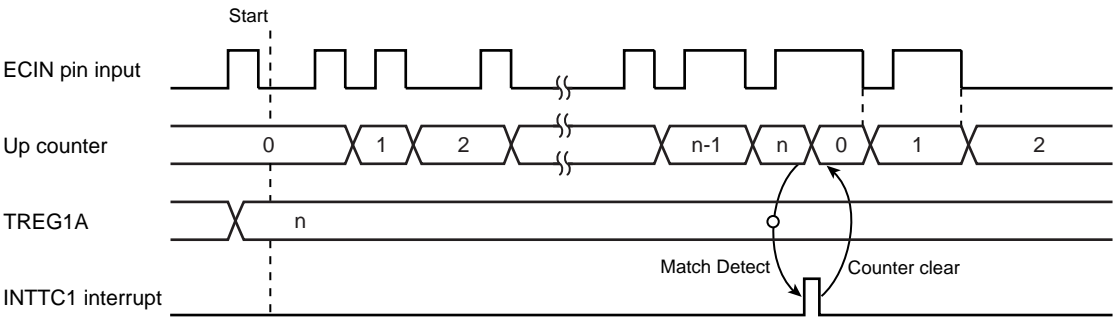 Start
ECIN pin input
Up counter 0 1 2 n-1 n 0 1 2
TREG1A n
Match Detect Counter clear
INTTC1 interrupt